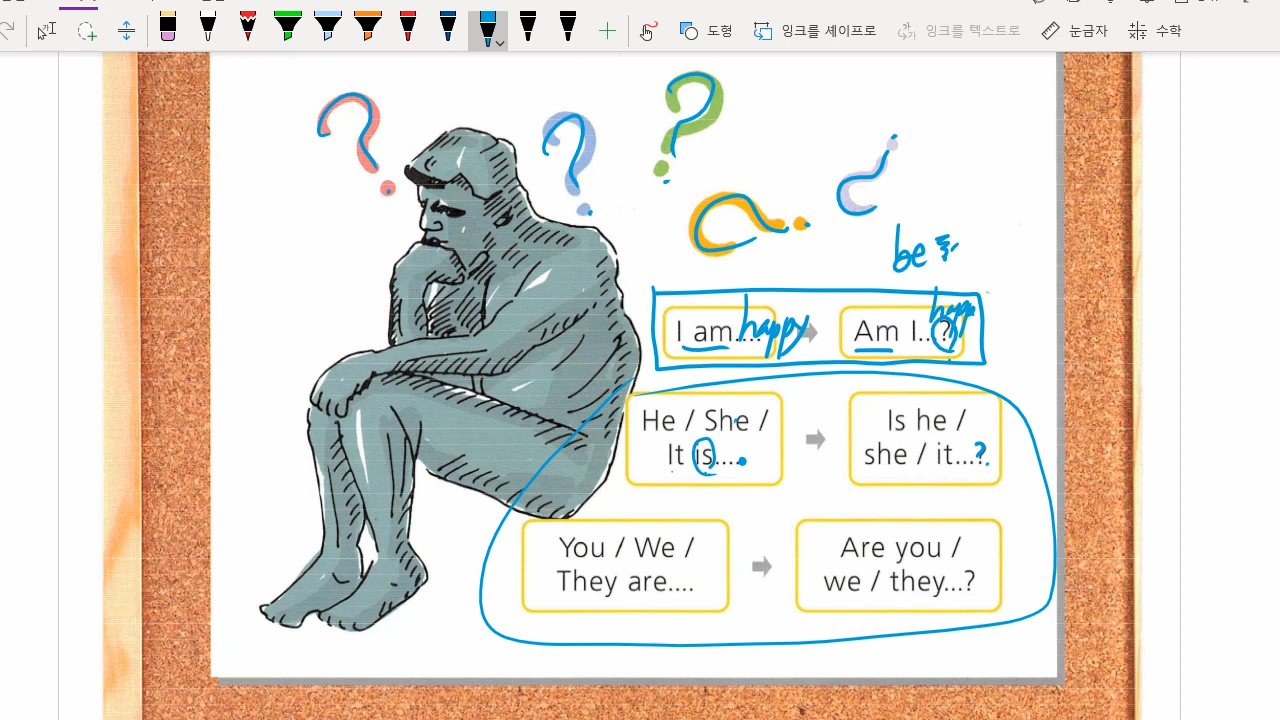 잉크를 셰이프로
도형
잉크를 텍스트로
눈금자
수학
be
I am.... happy
Am I...? happ
He / She /
It is....
Is he /
she / it...?
You / We /
They are....
Are you /
we / they...?